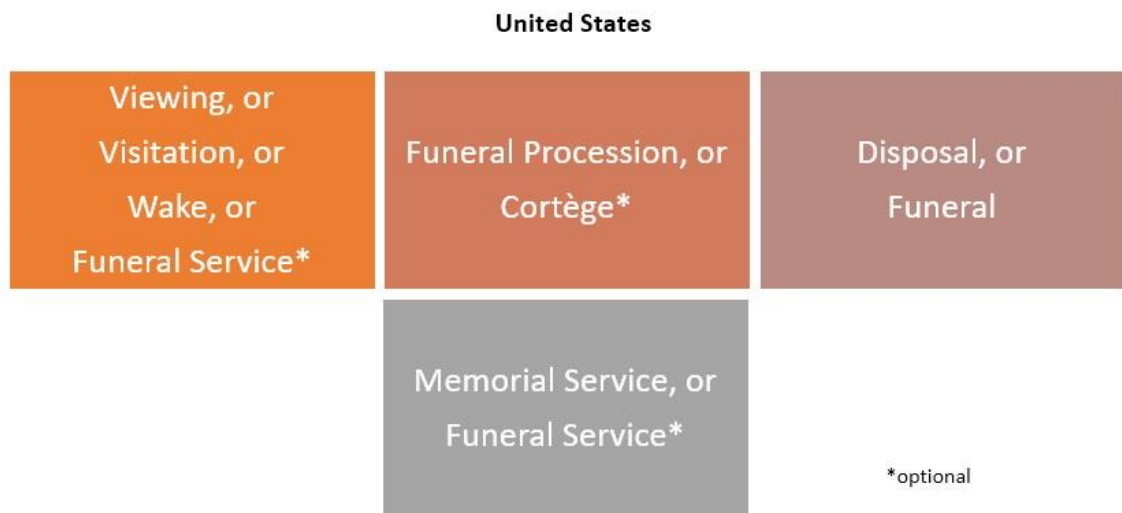 United States
Viewing, or
Visitation, or
Wake, or
Funeral Service*
Funeral Procession, or
Cortège*
Disposal, or
Funeral
Memorial Service, or
Funeral Service*
*optional